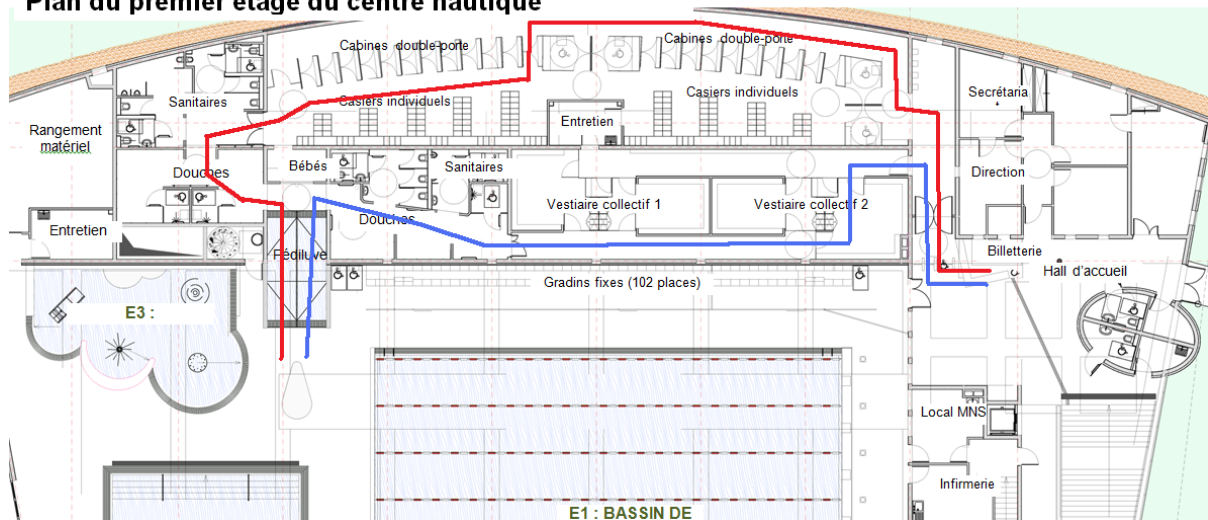 Plan du premier étage du centre nautique
Cabines double-porte
Cabines double-porte
Sanitaires
Casiers individuels
Casiers individuels
Secrétaria
Rangement
matériel
Entretien
Douches
Bébés
Sanitaires
Direction
Vestiaire collectif 1
Vestiaire collectif 2
Douches
Entretien
Pédiluve
Billetterie
Hall d'accueil
Gradins fixes (102 places)
E3 :
Local MNS
Infirmerie
E1 : BASSIN DE